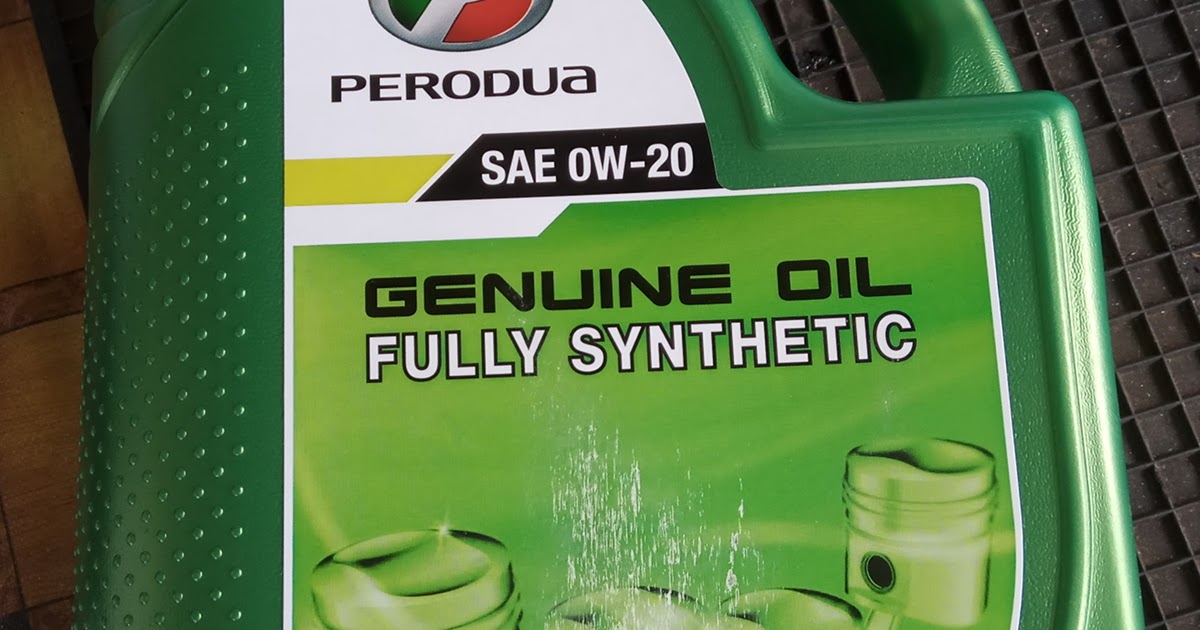 PERODUA
SAE 0W-20
GENUINE OIL
FULLY SYNTHETIC